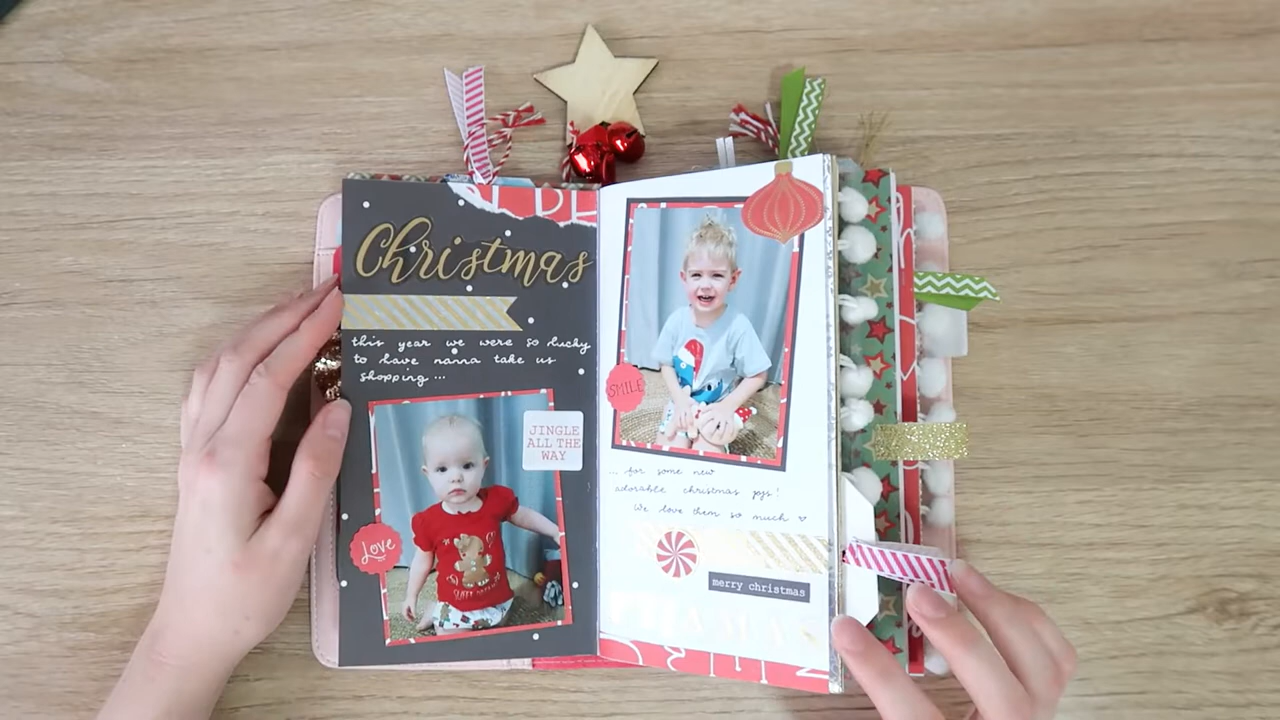 Christmas
this year we were so lucky
to have nanna take us
shopping ...
JINGLE
ALL THE
WAY
Love
SMILE
... for some new
adorable christmas pjs!
We love them so much
merry christmas